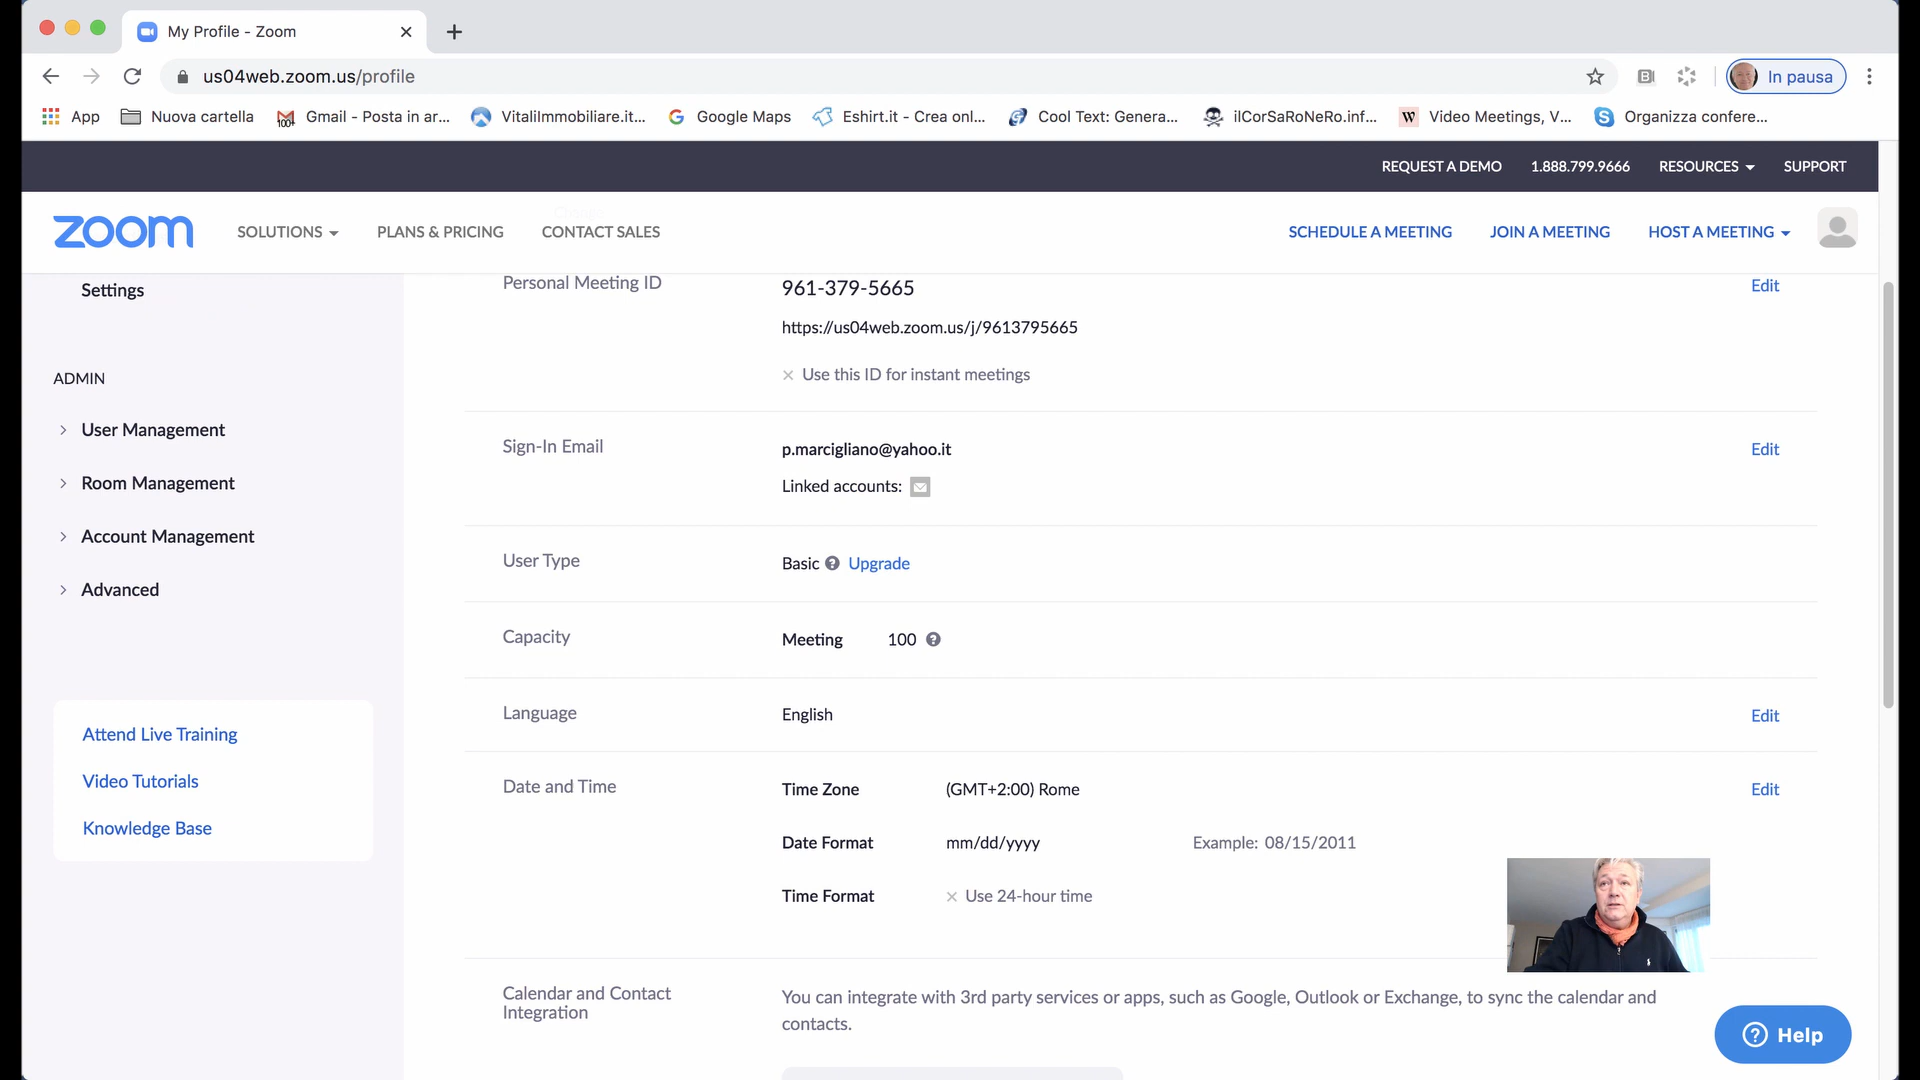 My Profile - Zoom
us04web.zoom.us/profile
In pausa
App
Nuova cartella
Gmail - Posta in ar...
VitaliImmobiliare.it...
Google Maps
Eshirt.it - Crea onl...
Cool Text: Genera...
ilCorSaRoNeRo.inf...
Video Meetings, V...
Organizza confere...
REQUEST A DEMO
1.888.799.9666
RESOURCES
SUPPORT
zoom
SOLUTIONS
PLANS & PRICING
CONTACT SALES
SCHEDULE A MEETING
JOIN A MEETING
HOST A MEETING
Settings
ADMIN
User Management
Room Management
Account Management
Advanced
Attend Live Training
Video Tutorials
Knowledge Base
Personal Meeting ID
961-379-5665
Edit
https://us04web.zoom.us/j/9613795665
Use this ID for instant meetings
Sign-In Email
p.marcigliano@yahoo.it
Edit
Linked accounts:
User Type
Basic
Upgrade
Capacity
Meeting
100
Language
English
Edit
Date and Time
Time Zone
(GMT+2:00) Rome
Edit
Date Format
mm/dd/yyyy
Example: 08/15/2011
Time Format
Use 24-hour time
Calendar and Contact
Integration
You can integrate with 3rd party services or apps, such as Google, Outlook or Exchange, to sync the calendar and
contacts.
Help